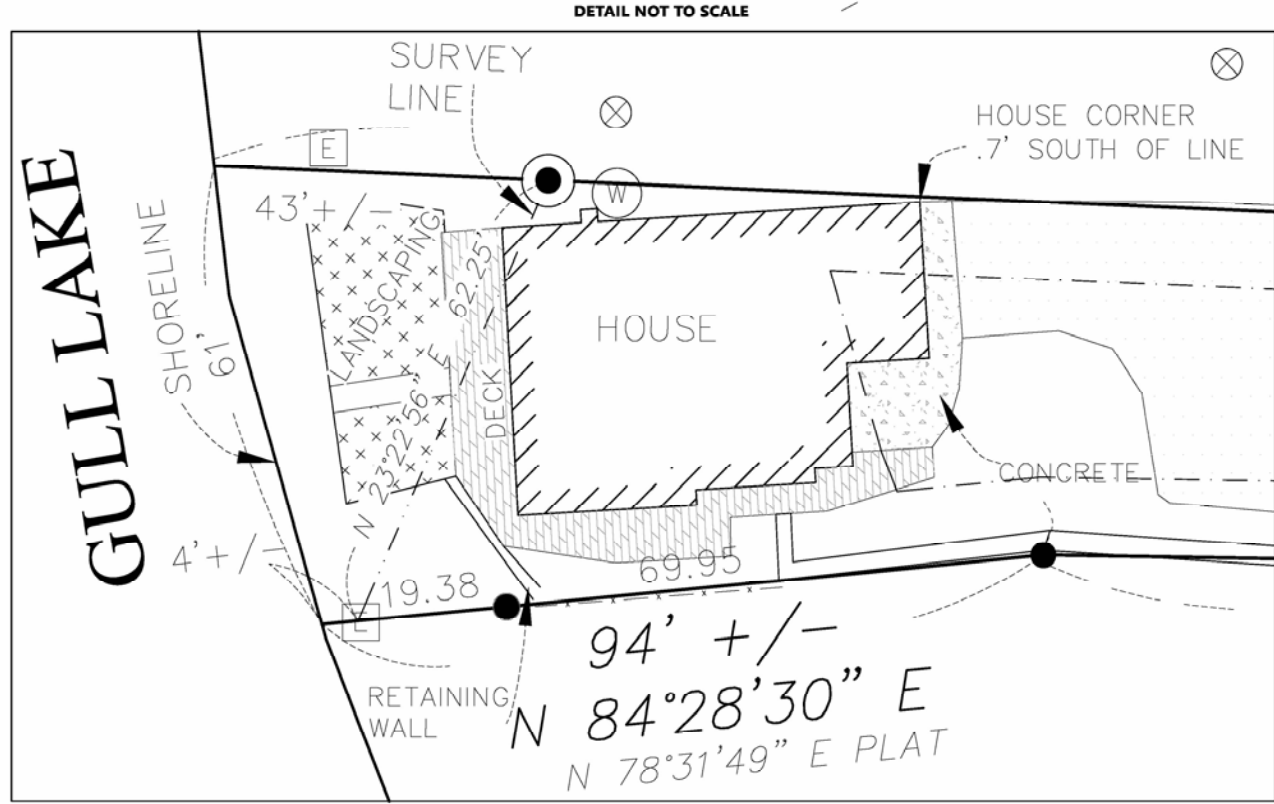 DETAIL NOT TO SCALE
SURVEY
LINE
HOUSE CORNER
.7' SOUTH OF LINE
E
W
43'+/-
GULL LAKE
SHORELINE
61'
LANDSCAPING
62.25'
N 23°22'56" E
DECK
HOUSE
CONCRETE
4'+/-
E
19.38
69.95
94' +/-
N 84°28'30" E
N 78°31'49" E PLAT
RETAINING
WALL